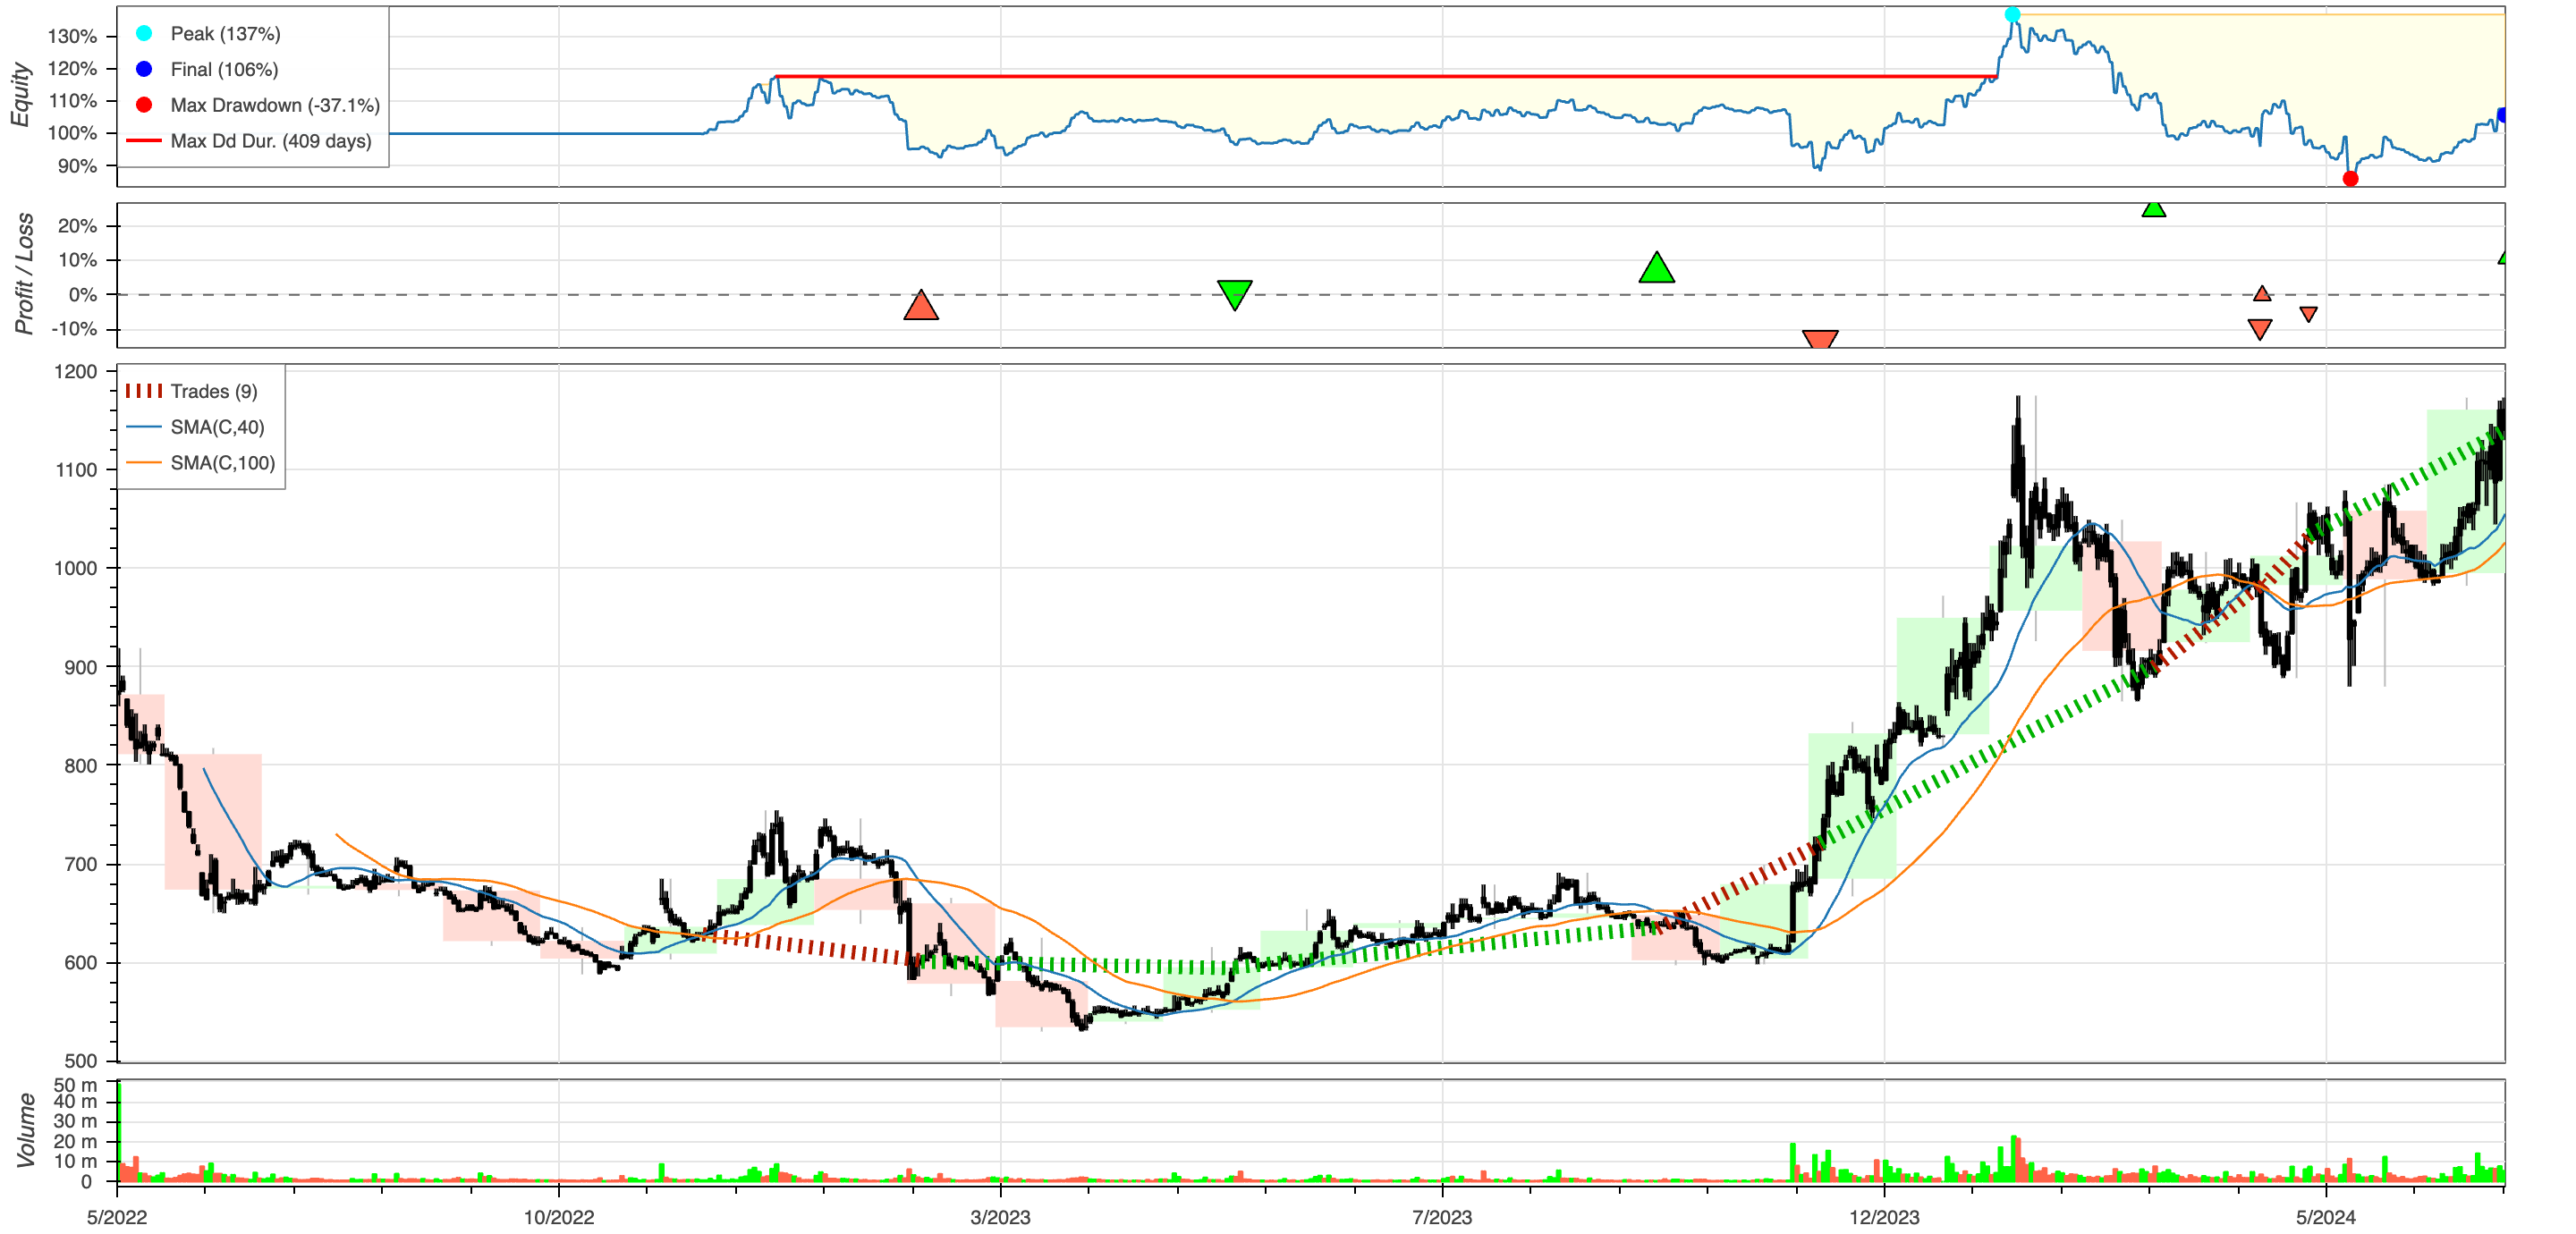 Equity
130%
120%
110%
100%
90%
Peak (137%)
Final (106%)
Max Drawdown (-37.1%)
Max Dd Dur. (409 days)
Profit / Loss
20%
10%
0%
-10%
1200
1100
1000
900
800
700
600
500
Trades (9)
SMA(C,40)
SMA(C,100)
Volume
50 m
40 m
30 m
20 m
10 m
0
5/2022
10/2022
3/2023
7/2023
12/2023
5/2024